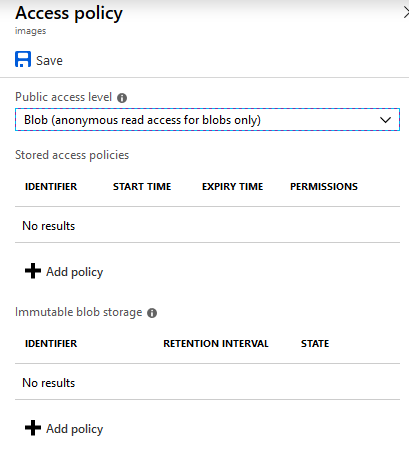 Access policy
images
Save
Public access level
Blob (anonymous read access for blobs only)
Stored access policies
IDENTIFIER START TIME EXPIRY TIME PERMISSIONS
No results
Add policy
Immutable blob storage
IDENTIFIER RETENTION INTERVAL STATE
No results
Add policy